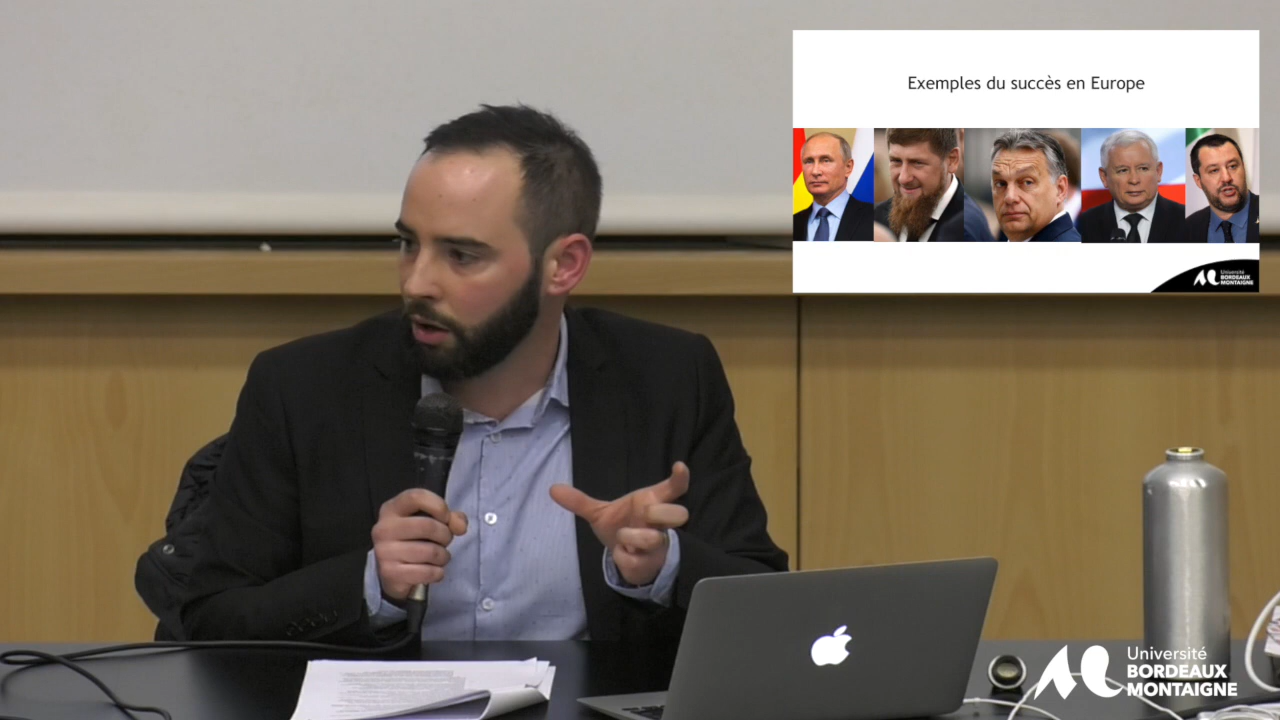 Exemples du succès en Europe
Université
BORDEAUX
MONTAIGNE
Université
BORDEAUX
MONTAIGNE